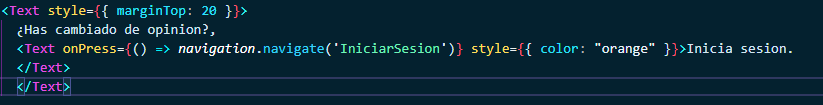 <Text style={{ marginTop: 20 }}>
¿Has cambiado de opinion?,
<Text onPress={() => navigation.navigate('IniciarSesion')} style={{ color: "orange" }}>Inicia sesion.
</Text>
</Text>